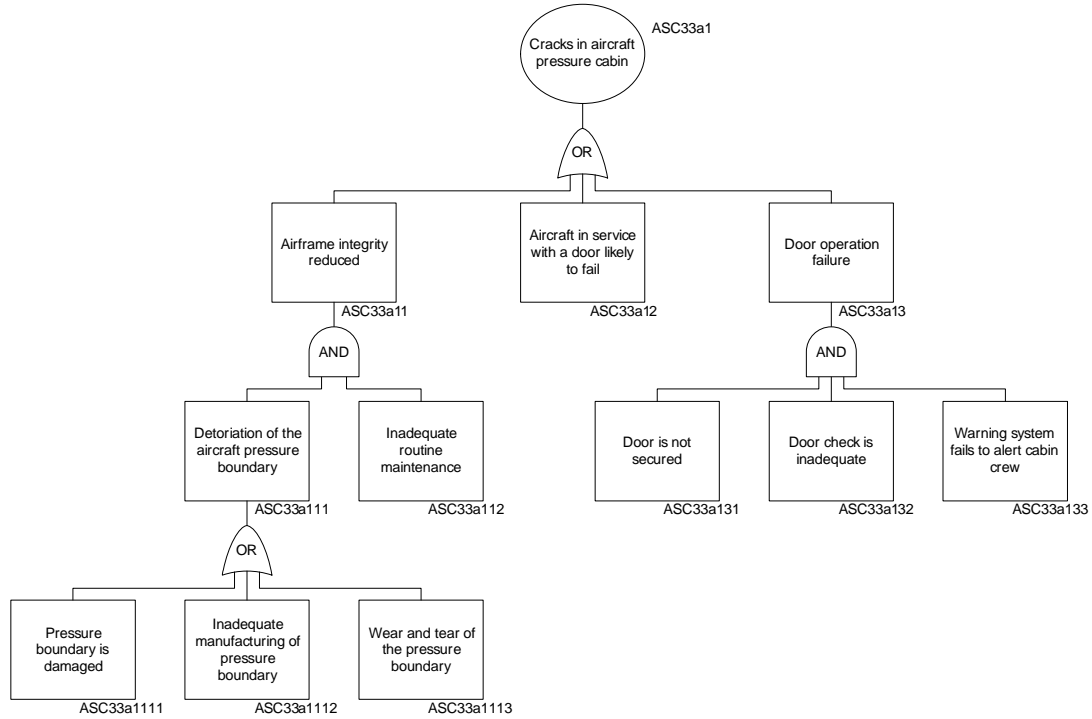 ASC33a1
Cracks in aircraft
pressure cabin
OR
Airframe integrity
reduced
ASC33a11
Aircraft in service
with a door likely
to fail
ASC33a12
Door operation
failure
ASC33a13
AND
AND
Detoriation of the
aircraft pressure
boundary
ASC33a111
Inadequate
routine
maintenance
ASC33a112
Door is not
secured
ASC33a131
Door check is
inadequate
ASC33a132
Warning system
fails to alert cabin
crew
ASC33a133
OR
Pressure
boundary is
damaged
ASC33a1111
Inadequate
manufacturing of
pressure
boundary
ASC33a1112
Wear and tear of
the pressure
boundary
ASC33a1113